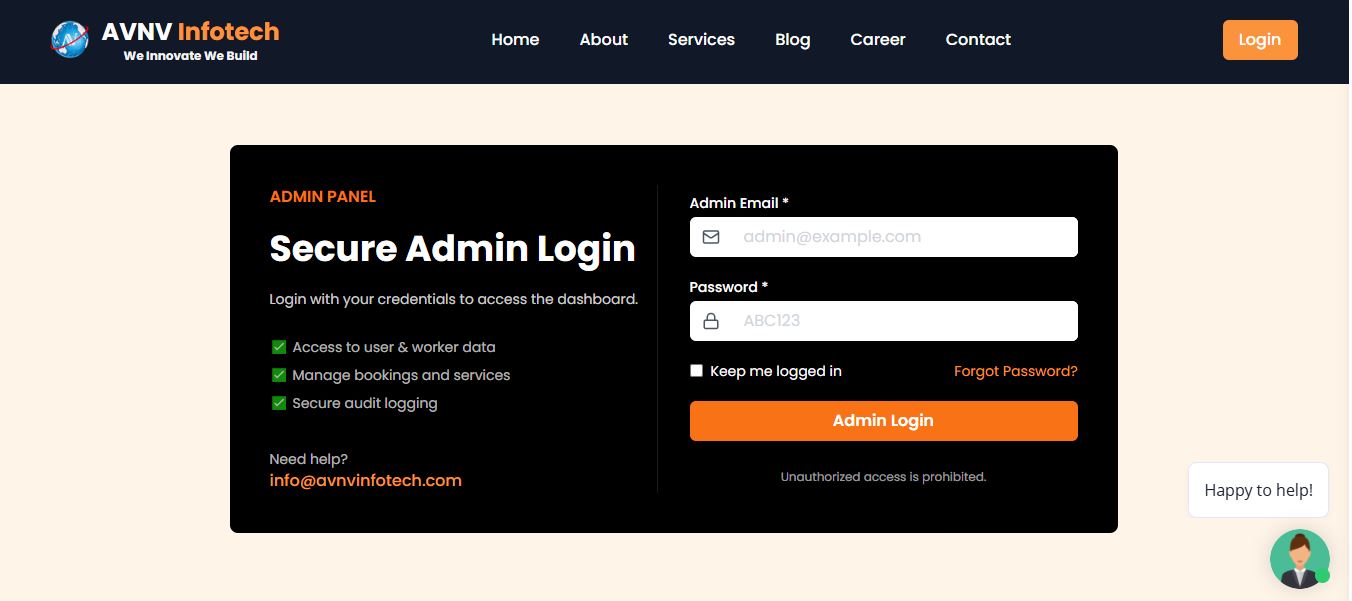 AVNV Infotech
We Innovate We Build
Home
About
Services
Blog
Career
Contact
Login
ADMIN PANEL
Secure Admin Login
Login with your credentials to access the dashboard.
Access to user & worker data
Manage bookings and services
Secure audit logging
Need help?
info@avnvinfotech.com
Admin Email *
admin@example.com
Password *
ABC123
Keep me logged in
Forgot Password?
Admin Login
Unauthorized access is prohibited.
Happy to help!